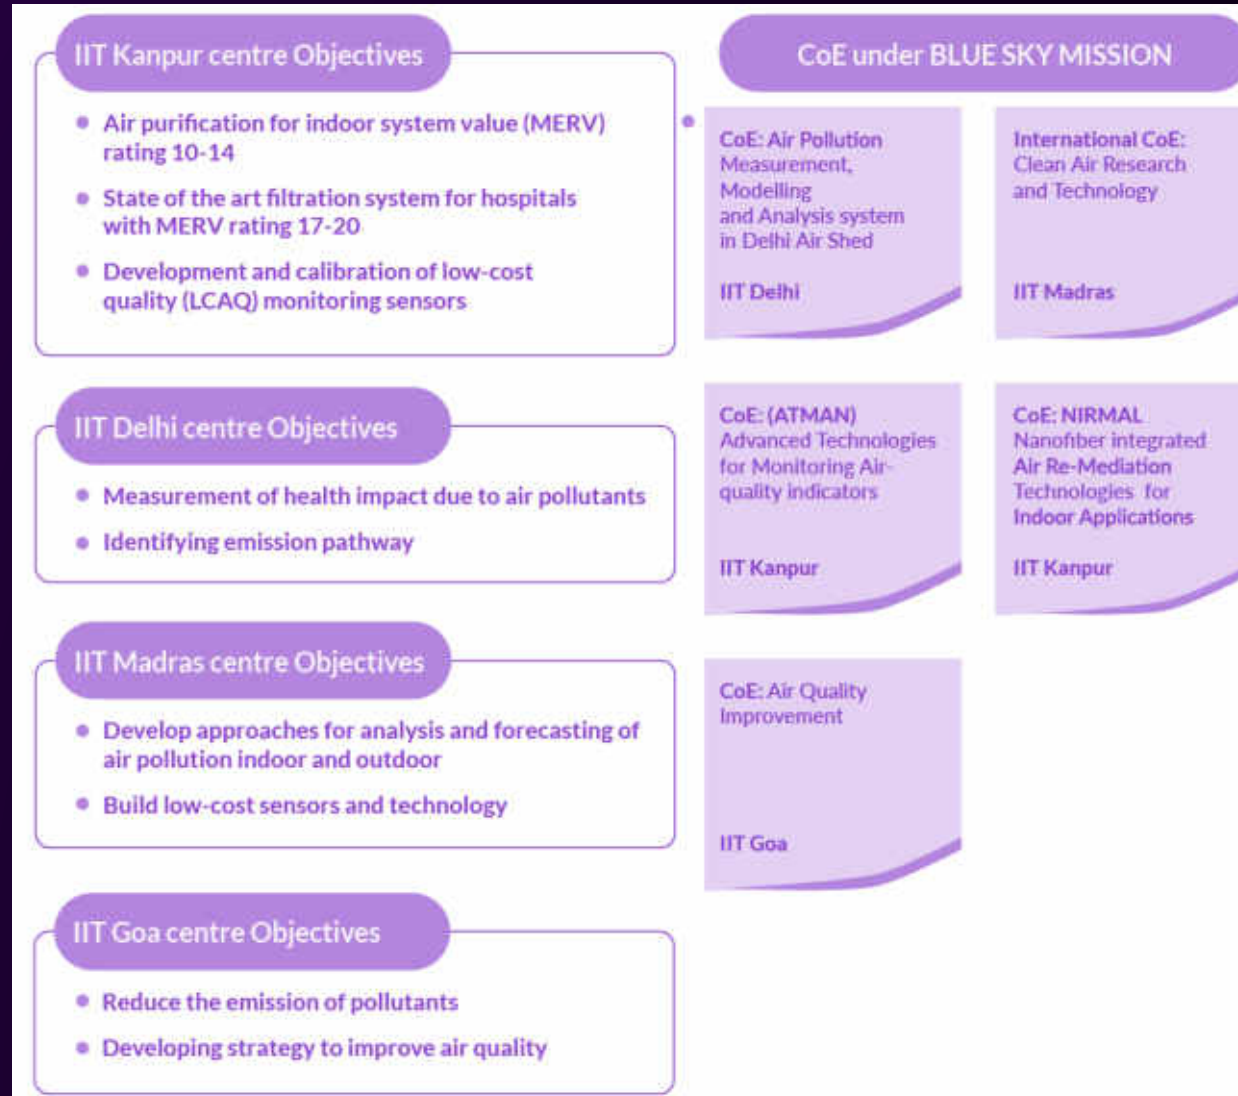 IIT Kanpur centre Objectives
Air purification for indoor system value (MERV)
rating 10-14
State of the art filtration system for hospitals
with MERV rating 17-20
Development and calibration of low-cost
quality (LCAQ) monitoring sensors
IIT Delhi centre Objectives
Measurement of health impact due to air pollutants
Identifying emission pathway
IIT Madras centre Objectives
Develop approaches for analysis and forecasting of
air pollution indoor and outdoor
Build low-cost sensors and technology
IIT Goa centre Objectives
Reduce the emission of pollutants
Developing strategy to improve air quality
CoE under BLUE SKY MISSION
CoE: Air Pollution
Measurement,
Modelling
and Analysis system
in Delhi Air Shed
IIT Delhi
International CoE:
Clean Air Research
and Technology
IIT Madras
CoE: (ATMAN)
Advanced Technologies
for Monitoring Air-
quality indicators
IIT Kanpur
CoE: NIRMAL
Nanofiber integrated
Air Re-Mediation
Technologies for
Indoor Applications
IIT Kanpur
CoE: Air Quality
Improvement
IIT Goa